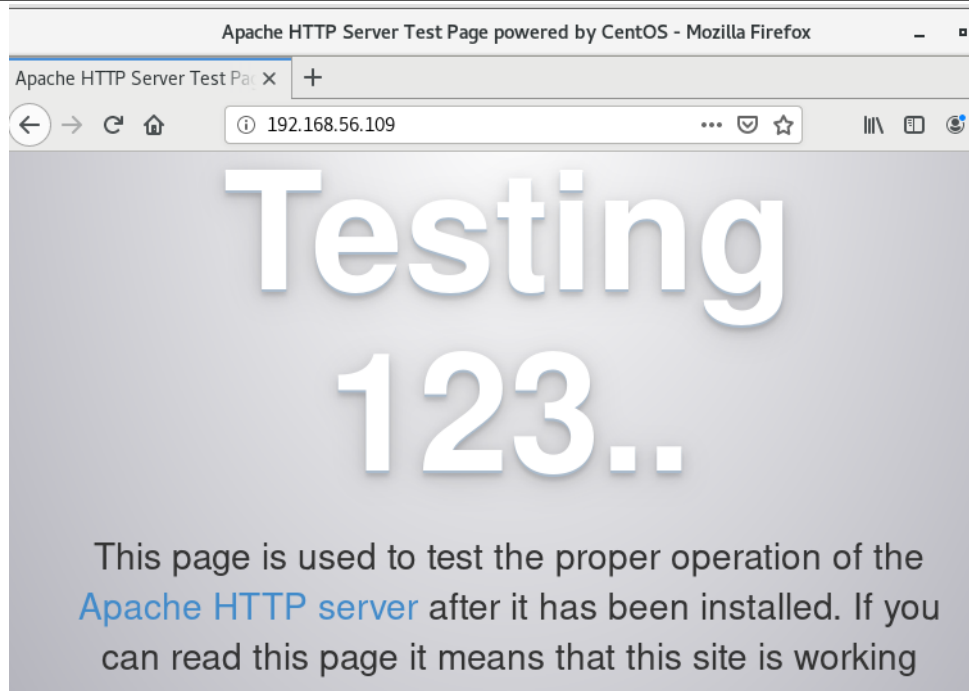 Apache HTTP Server Test Page powered by CentOS - Mozilla Firefox
Apache HTTP Server Test Pa
192.168.56.109
Testing
123..
This page is used to test the proper operation of the
Apache HTTP server after it has been installed. If you
can read this page it means that this site is working